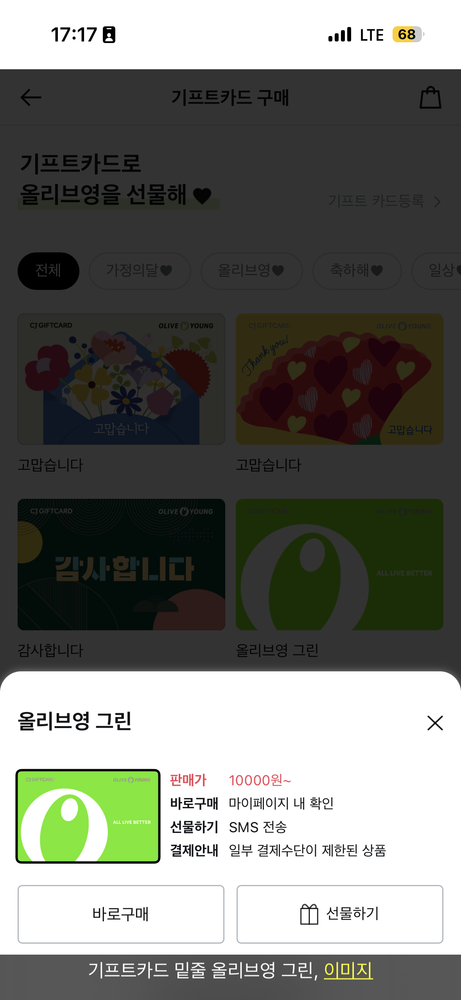 17:17
LTE 68
기프트카드 구매
기프트카드로
올리브영을 선물해
기프트 카드등록
전체 가정의달 올리브영 축하해 일상
CJ GIFTCARD OLIVE YOUNG
고맙습니다
CJ GIFTCARD OLIVE YOUNG
Thank you!
고맙습니다
고맙습니다 고맙습니다
CJ GIFTCARD OLIVE YOUNG
감사합니다
CJ GIFTCARD OLIVE YOUNG
ALL LIVE BETTER
감사합니다 올리브영 그린
올리브영 그린
CJ GIFTCARD OLIVE YOUNG
ALL LIVE BETTER
판매가 10000원~
바로구매 마이페이지 내 확인
선물하기 SMS 전송
결제안내 일부 결제수단이 제한된 상품
바로구매 선물하기
기프트카드 밑줄 올리브영 그린, 이미지